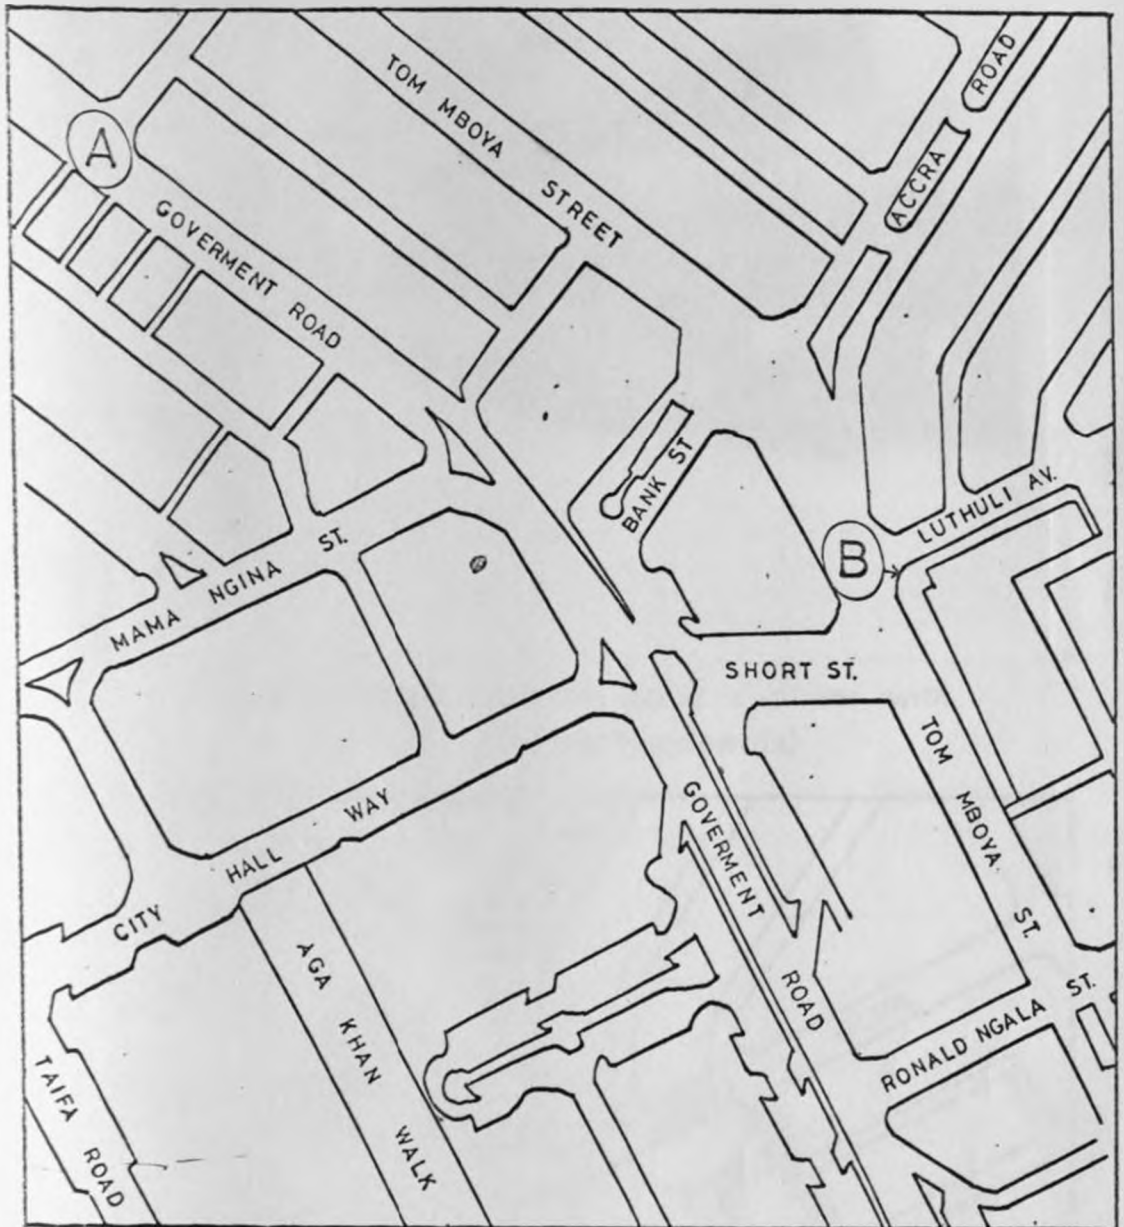 TOM MBOYA STREET
ACCRA ROAD
A
GOVERMENT ROAD
BANK ST
LUTHULI AV.
B
MAMA NGINA ST.
SHORT ST.
TOM MBOYA ST.
CITY HALL WAY
GOVERMENT ROAD
AGA KHAN WALK
RONALD NGALA ST.
TAIFA ROAD